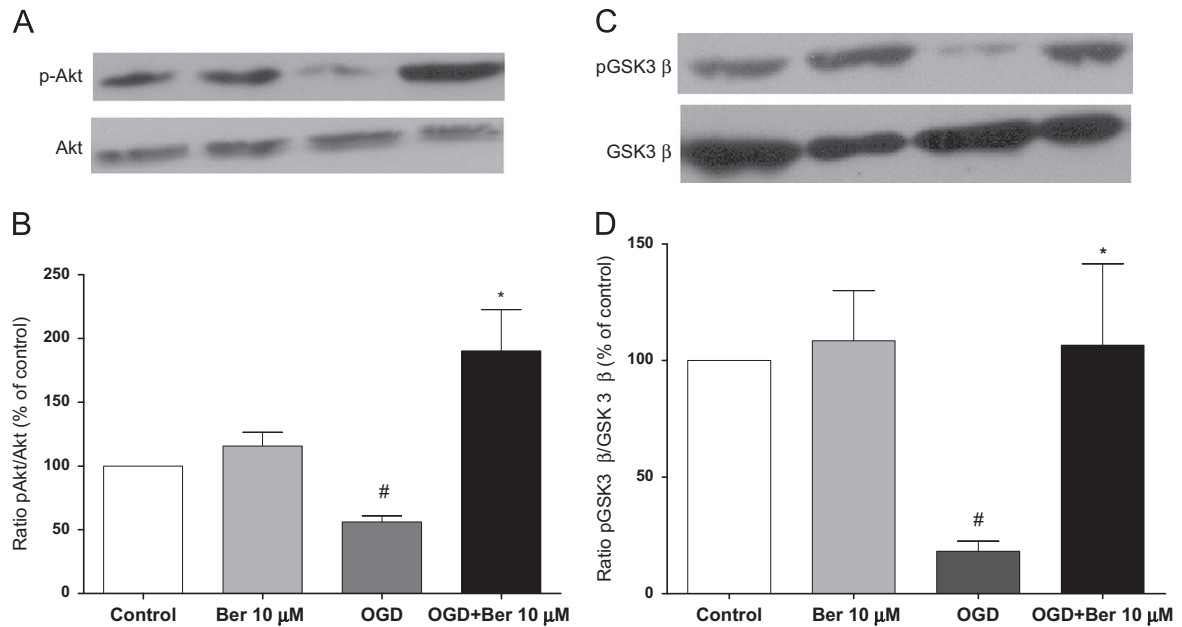 A
p-Akt
Akt
B
Ratio pAkt/Akt (% of control)
250
200
150
100
50
0
*
#
Control
Ber 10 μM
OGD
OGD+Ber 10 μM
C
pGSK3 β
GSK3 β
D
Ratio pGSK3 β/GSK 3 β (% of control)
150
100
50
0
*
#
Control
Ber 10 μM
OGD
OGD+Ber 10 μM